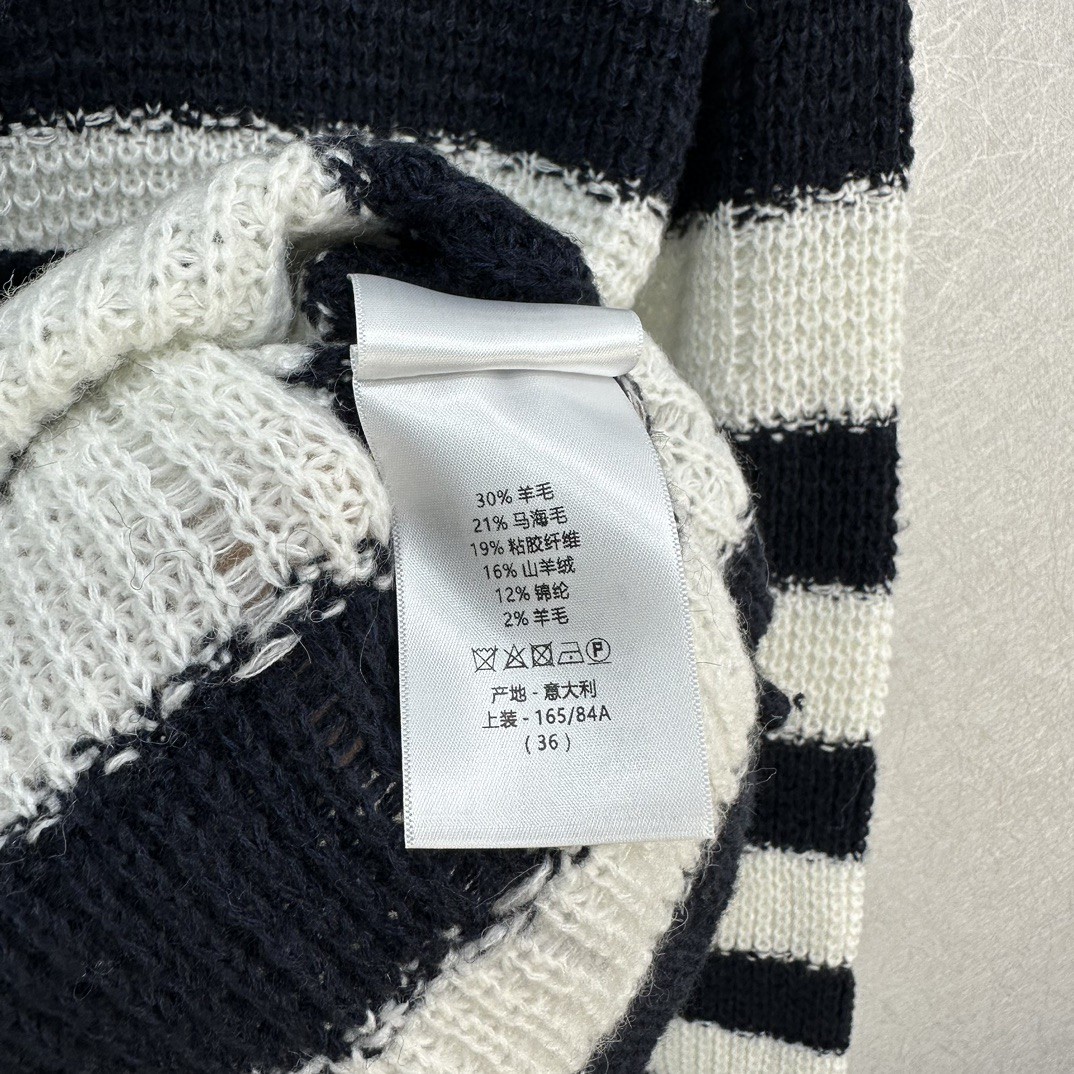 30% 羊毛
21% 马海毛
19% 粘胶纤维
16% 山羊绒
12% 锦纶
2% 羊毛
P
产地 - 意大利
上装 - 165/84A
( 36 )